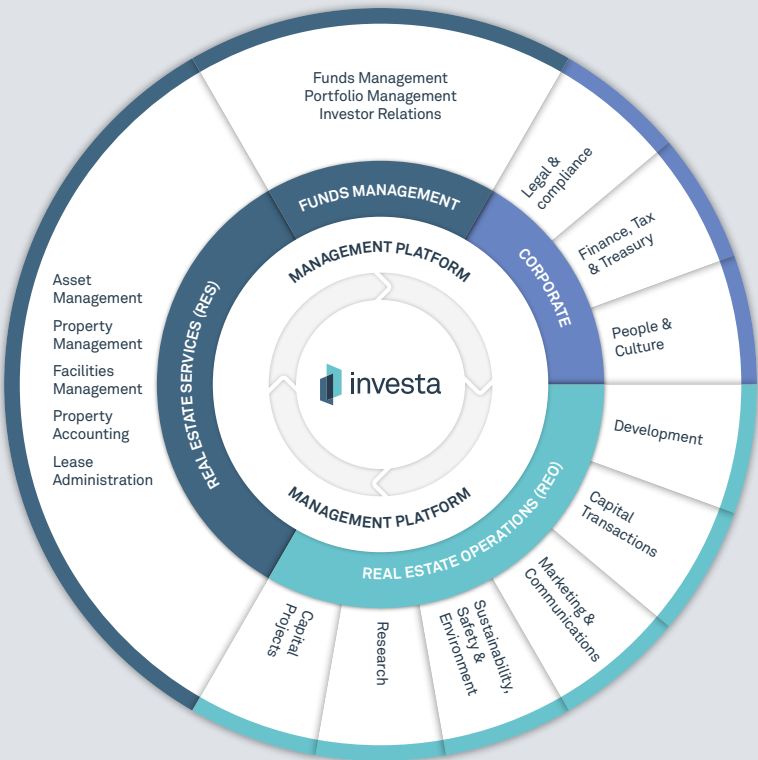 Funds Management
Portfolio Management
Investor Relations
FUNDS MANAGEMENT
Legal &
compliance
Finance, Tax
& Treasury
People &
Culture
CORPORATE
Development
Capital
Transactions
Marketing &
Communications
Sustainability,
Safety &
Environment
Research
Capital
Projects
REAL ESTATE OPERATIONS (REO)
Asset
Management
Property
Management
Facilities
Management
Property
Accounting
Lease
Administration
REAL ESTATE SERVICES (RES)
MANAGEMENT PLATFORM
investa
MANAGEMENT PLATFORM